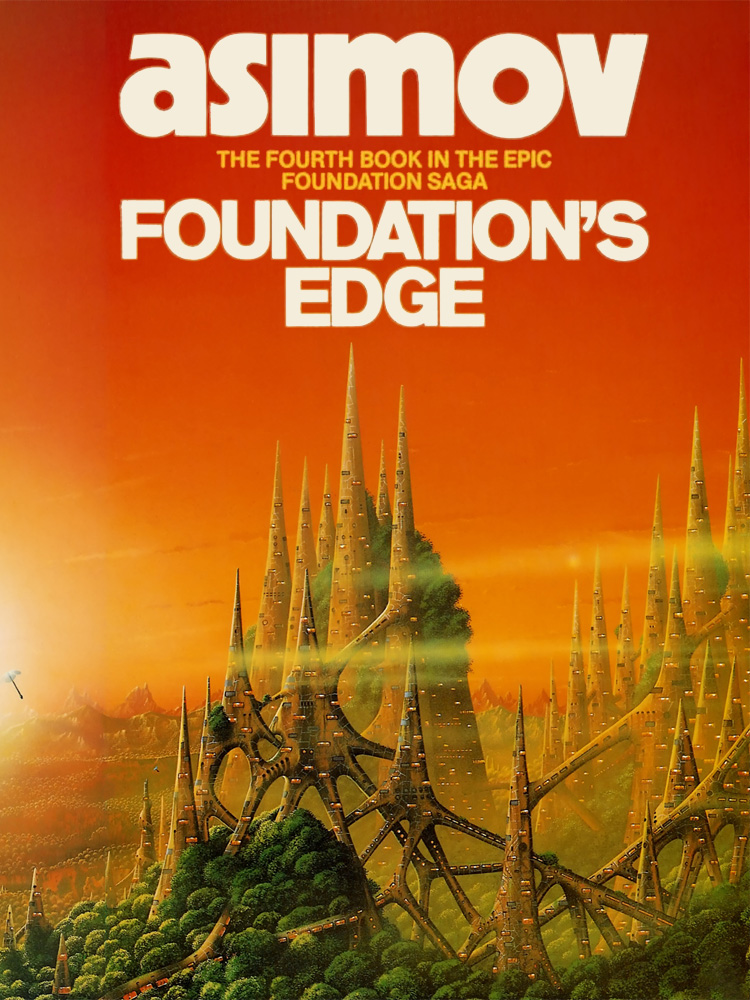 asimov
THE FOURTH BOOK IN THE EPIC
FOUNDATION SAGA
FOUNDATION'S
EDGE